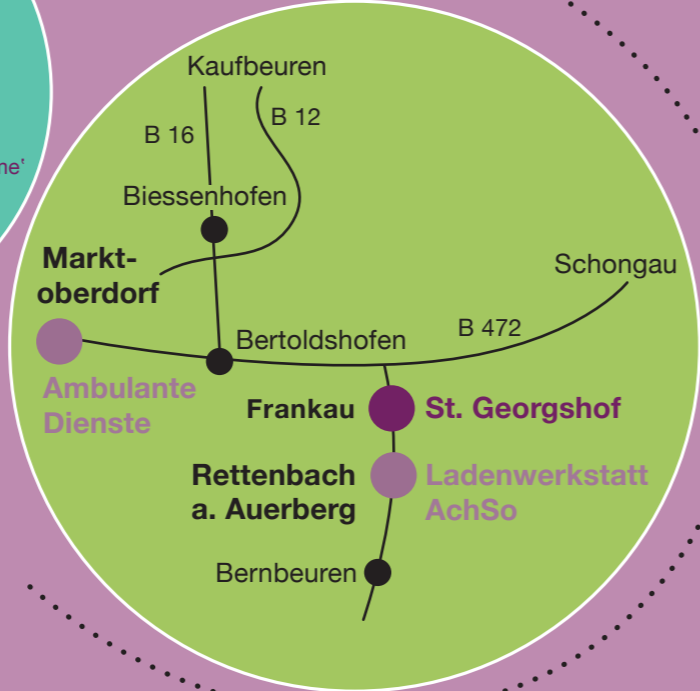 Kaufbeuren
B 12
B 16
me‘
Biessenhofen
Markt-
oberdorf
Schongau
B 472
Bertoldshofen
Ambulante
Dienste
Frankau
St. Georgshof
Rettenbach
a. Auerberg
Ladenwerkstatt
AchSo
Bernbeuren